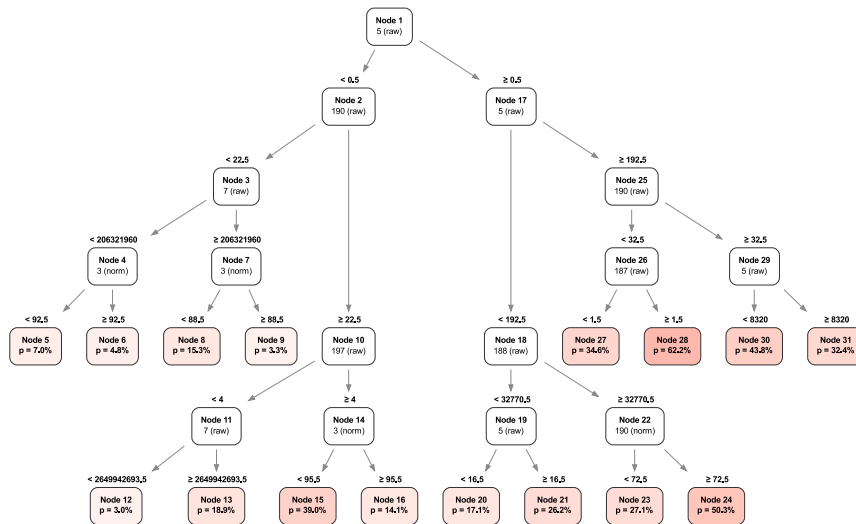 Node 1
5 (raw)
< 0.5
≥ 0.5
Node 2
190 (raw)
Node 17
5 (raw)
< 22.5
≥ 192.5
Node 3
7 (raw)
Node 25
190 (raw)
< 206321960
≥ 206321960
< 32.5
≥ 32.5
Node 4
3 (norm)
Node 7
3 (norm)
Node 26
187 (raw)
Node 29
5 (raw)
< 92.5
≥ 92.5
< 88.5
≥ 88.5
≥ 22.5
< 192.5
< 1.5
≥ 1.5
< 8320
≥ 8320
Node 5
p = 7.0%
Node 6
p = 4.8%
Node 8
p = 15.3%
Node 9
p = 3.3%
Node 10
197 (raw)
Node 18
188 (raw)
Node 27
p = 34.6%
Node 28
p = 62.2%
Node 30
p = 43.8%
Node 31
p = 32.4%
< 4
≥ 4
< 32770.5
≥ 32770.5
Node 11
7 (raw)
Node 14
3 (norm)
Node 19
5 (raw)
Node 22
190 (norm)
< 2649942693.5
≥ 2649942693.5
< 95.5
≥ 95.5
< 16.5
≥ 16.5
< 72.5
≥ 72.5
Node 12
p = 3.0%
Node 13
p = 18.9%
Node 15
p = 39.0%
Node 16
p = 14.1%
Node 20
p = 17.1%
Node 21
p = 26.2%
Node 23
p = 27.1%
Node 24
p = 50.3%